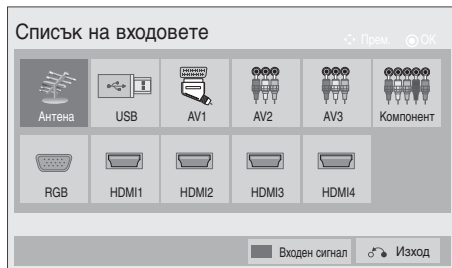 Списък на входовете
Прем. OK
Антена USB AV1 AV2 AV3 Компонент
RGB HDMI1 HDMI2 HDMI3 HDMI4
Входен сигнал Изход